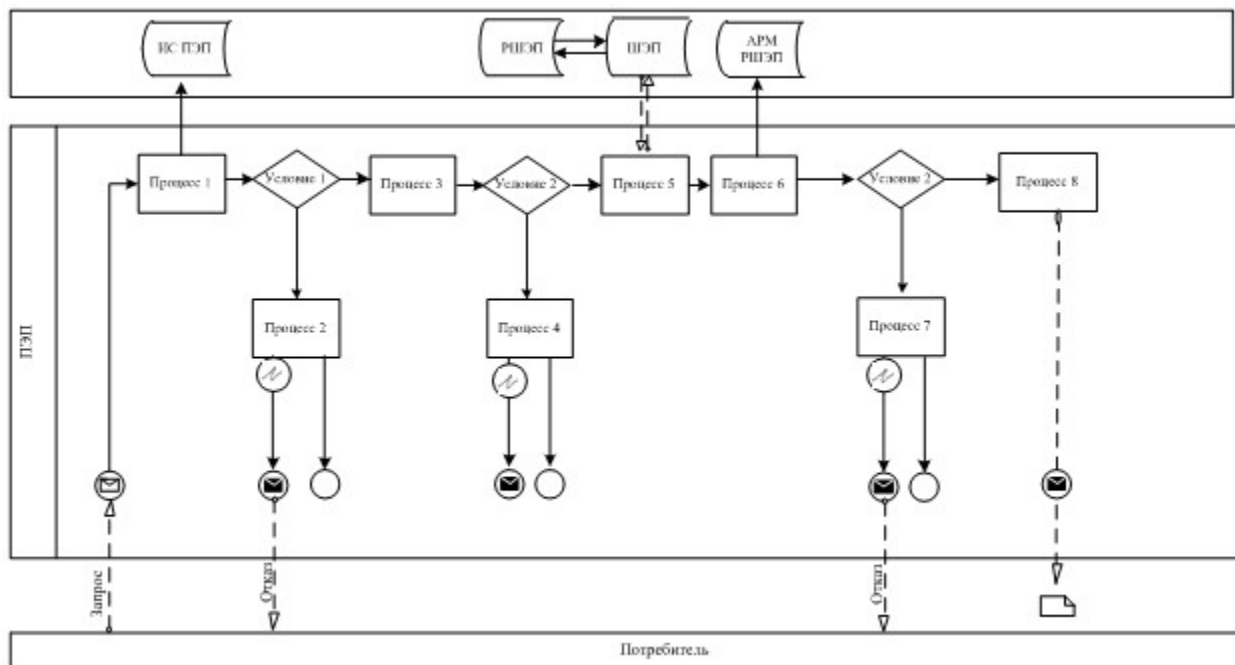 ИС ПЭП
РШЭП
ШЭП
АРМ
РШЭП
ПЭП
Процесс 1
Условие 1
Процесс 3
Условие 2
Процесс 5
Процесс 6
Условие 2
Процесс 8
Процесс 2
Процесс 4
Процесс 7
Запрос
Отказ
Отказ
Потребитель